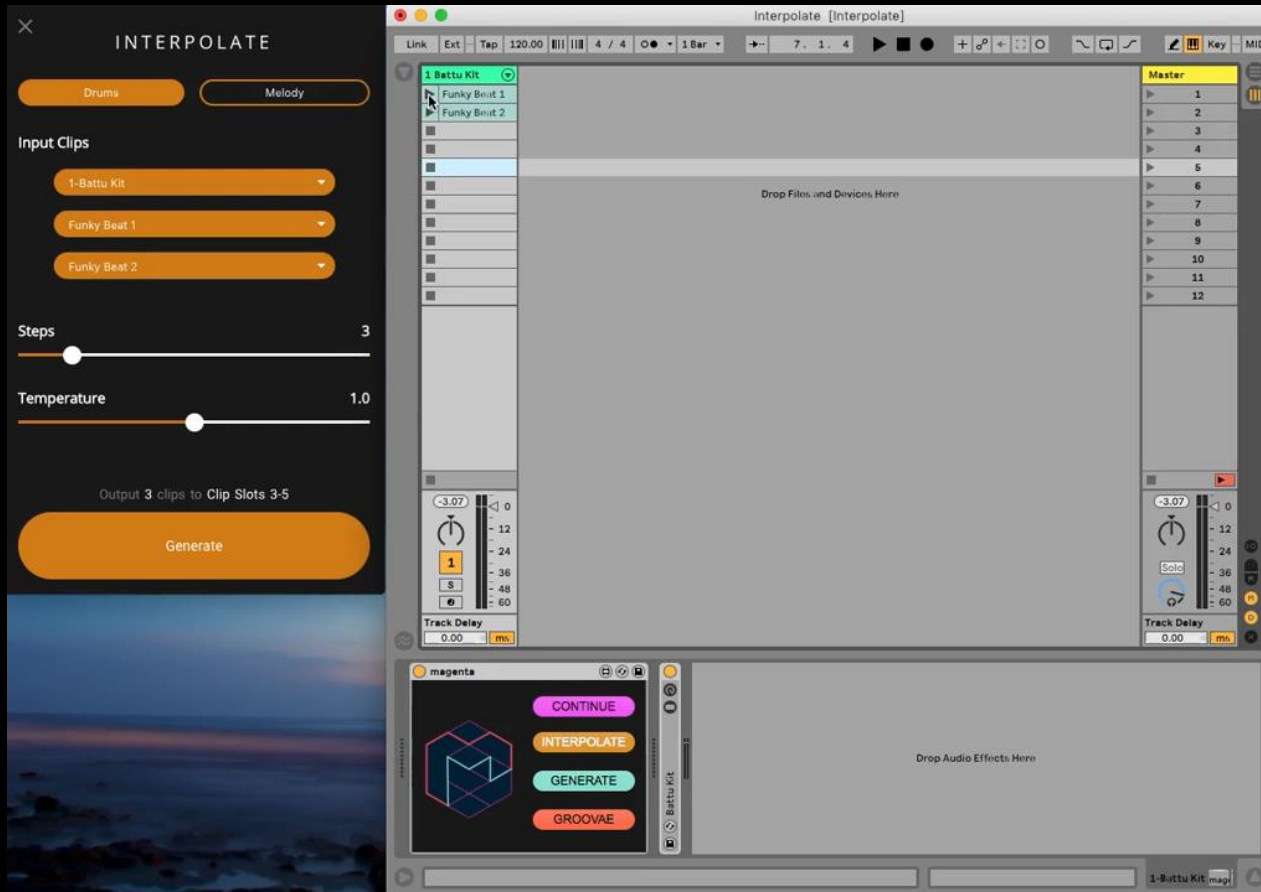 INTERPOLATE
Drums
Melody
Input Clips
1-Battu Kit
Funky Beat 1
Funky Beat 2
Steps 3
Temperature 1.0
Output 3 clips to Clip Slots 3-5
Generate
Interpolate [Interpolate]
Link Ext Tap 120.00 4 / 4 1 Bar 7. 1. 4 Key MIDI
1 Battu Kit
Funky Beat 1
Funky Beat 2
Drop Files and Devices Here
Master
1
2
3
4
5
6
7
8
9
10
11
12
-3.07
0
12
24
36
48
60
1
S
Track Delay
0.00 ms
-3.07
0
12
24
36
48
60
Solo
Track Delay
0.00 ms
magenta
CONTINUE
INTERPOLATE
GENERATE
GROOVAE
Battu Kit
Drop Audio Effects Here
1-Battu Kit